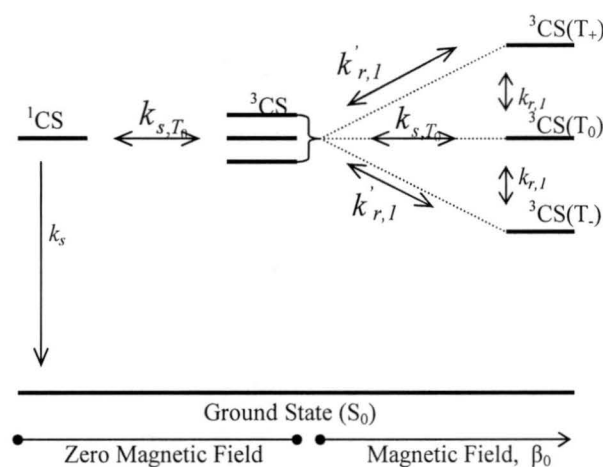 ³CS(T₊)
k'ᵣ,₁
¹CS
kₛ,T₀
³CS
kₛ,T₀
kᵣ,₁
³CS(T₀)
kₛ
k'ᵣ,₁
kᵣ,₁
³CS(T₋)
Ground State (S₀)
Zero Magnetic Field
Magnetic Field, β₀